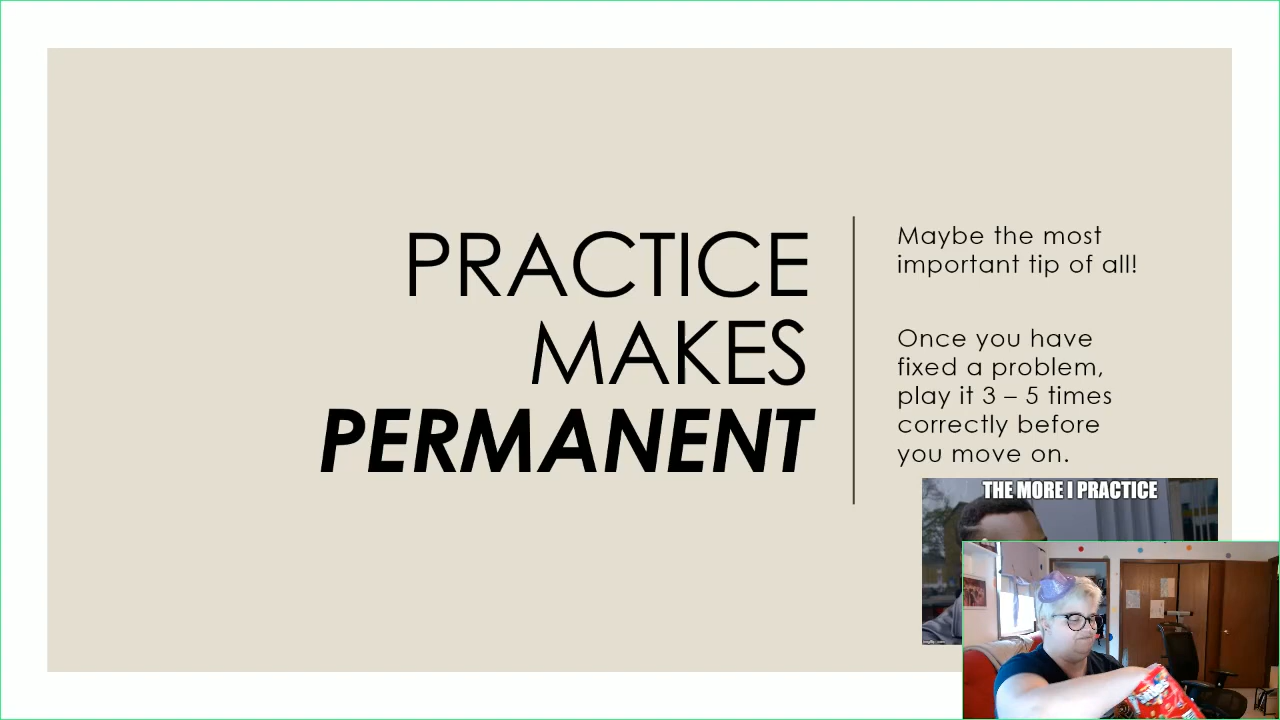 PRACTICE
MAKES
PERMANENT
Maybe the most
important tip of all!
Once you have
fixed a problem,
play it 3 – 5 times
correctly before
you move on.
THE MORE I PRACTICE